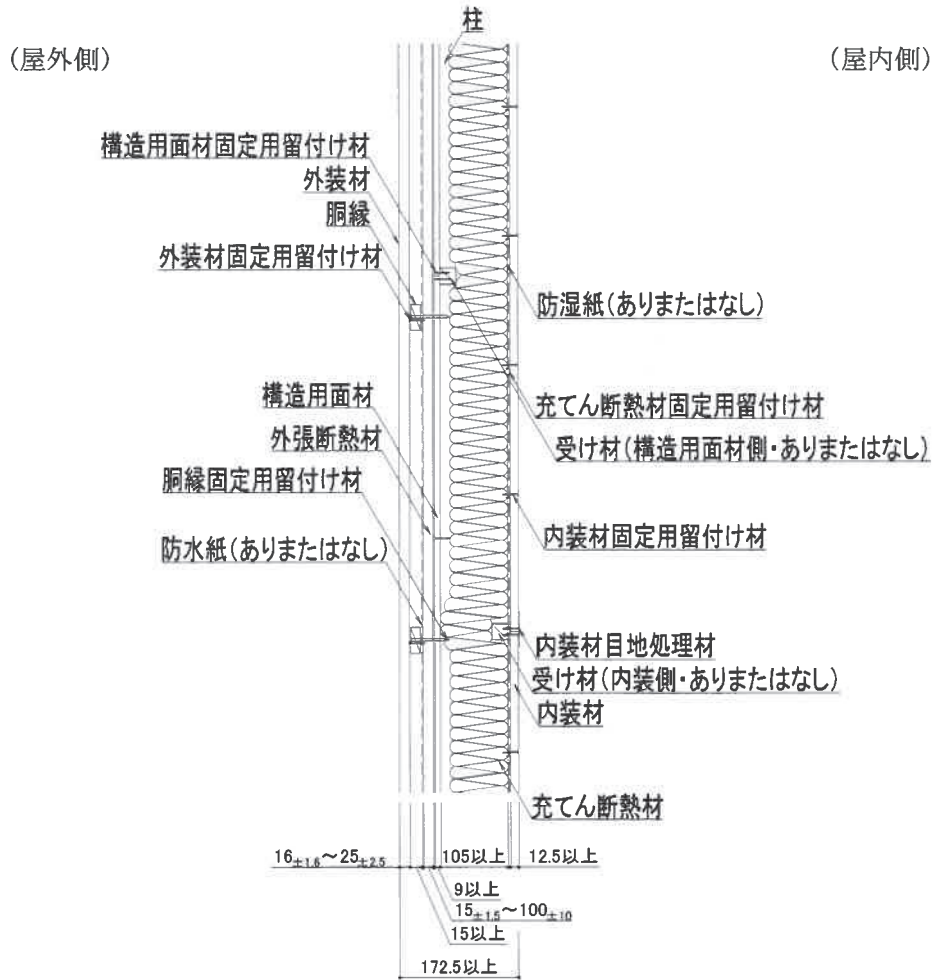 柱
(屋外側)
(屋内側)
構造用面材固定用留付け材
外装材
胴縁
外装材固定用留付け材
防湿紙(ありまたはなし)
構造用面材
外張断熱材
胴縁固定用留付け材
防水紙(ありまたはなし)
充てん断熱材固定用留付け材
受け材(構造用面材側・ありまたはなし)
内装材固定用留付け材
内装材目地処理材
受け材(内装側・ありまたはなし)
内装材
充てん断熱材
16±1.6～25±2.5
105以上
12.5以上
9以上
15±1.5～100±10
15以上
172.5以上